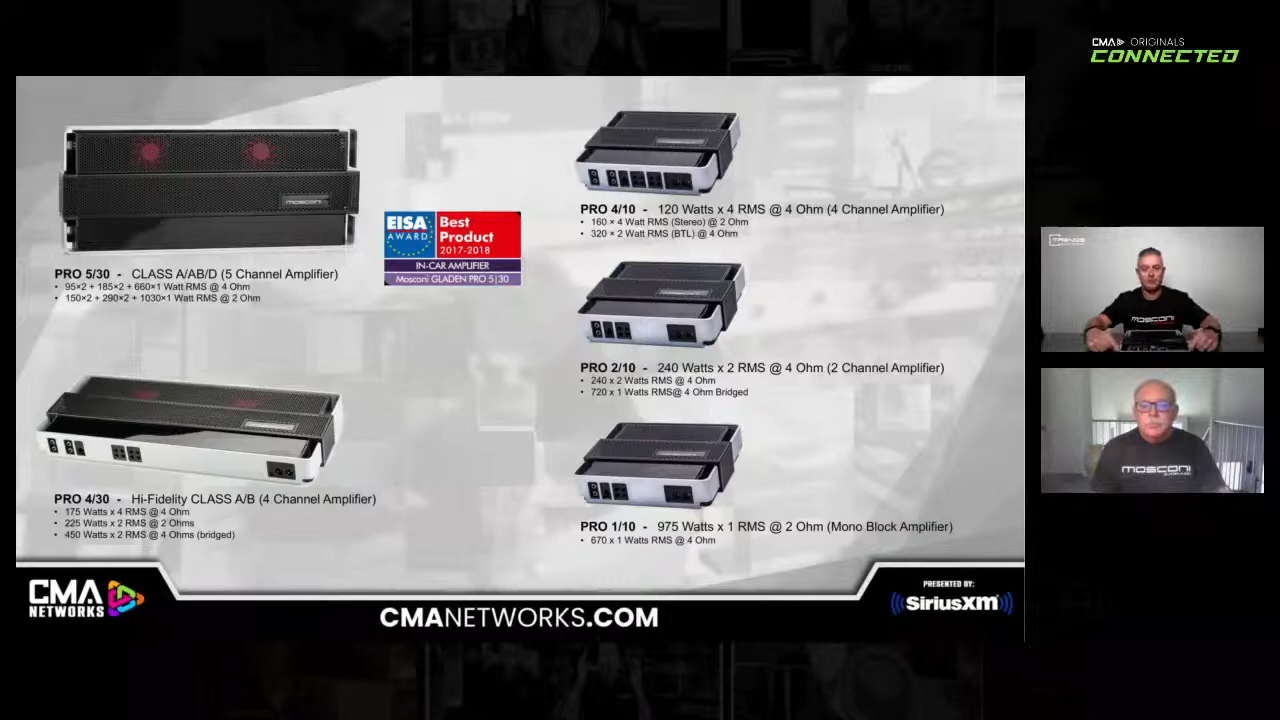 CMA ORIGINALS
CONNECTED
MOSCONI
PRO 5/30 - CLASS A/AB/D (5 Channel Amplifier)
• 95×2 + 185×2 + 660×1 Watt RMS @ 4 Ohm
• 150×2 + 290×2 + 1030×1 Watt RMS @ 2 Ohm
EISA AWARD
Best Product
2017-2018
IN-CAR AMPLIFIER
Mosconi GLADEN PRO 5|30
PRO 4/30 - Hi-Fidelity CLASS A/B (4 Channel Amplifier)
• 175 Watt x 4 RMS @ 4 Ohm
• 225 Watt x 2 RMS @ 2 Ohms
• 450 Watt x 2 RMS @ 4 Ohms (bridged)
PRO 4/10 - 120 Watts x 4 RMS @ 4 Ohm (4 Channel Amplifier)
• 160 × 4 Watt RMS (Stereo) @ 2 Ohm
• 320 × 2 Watt RMS (BTL) @ 4 Ohm
PRO 2/10 - 240 Watts x 2 RMS @ 4 Ohm (2 Channel Amplifier)
• 240 x 2 Watts RMS @ 4 Ohm
• 720 x 1 Watts RMS@ 4 Ohm Bridged
PRO 1/10 - 975 Watts x 1 RMS @ 2 Ohm (Mono Block Amplifier)
• 670 x 1 Watts RMS @ 4 Ohm
TRENDS
MOSCONI
MOSCONI
CMA
NETWORKS
CMANETWORKS.COM
PRESENTED BY:
SiriusXM